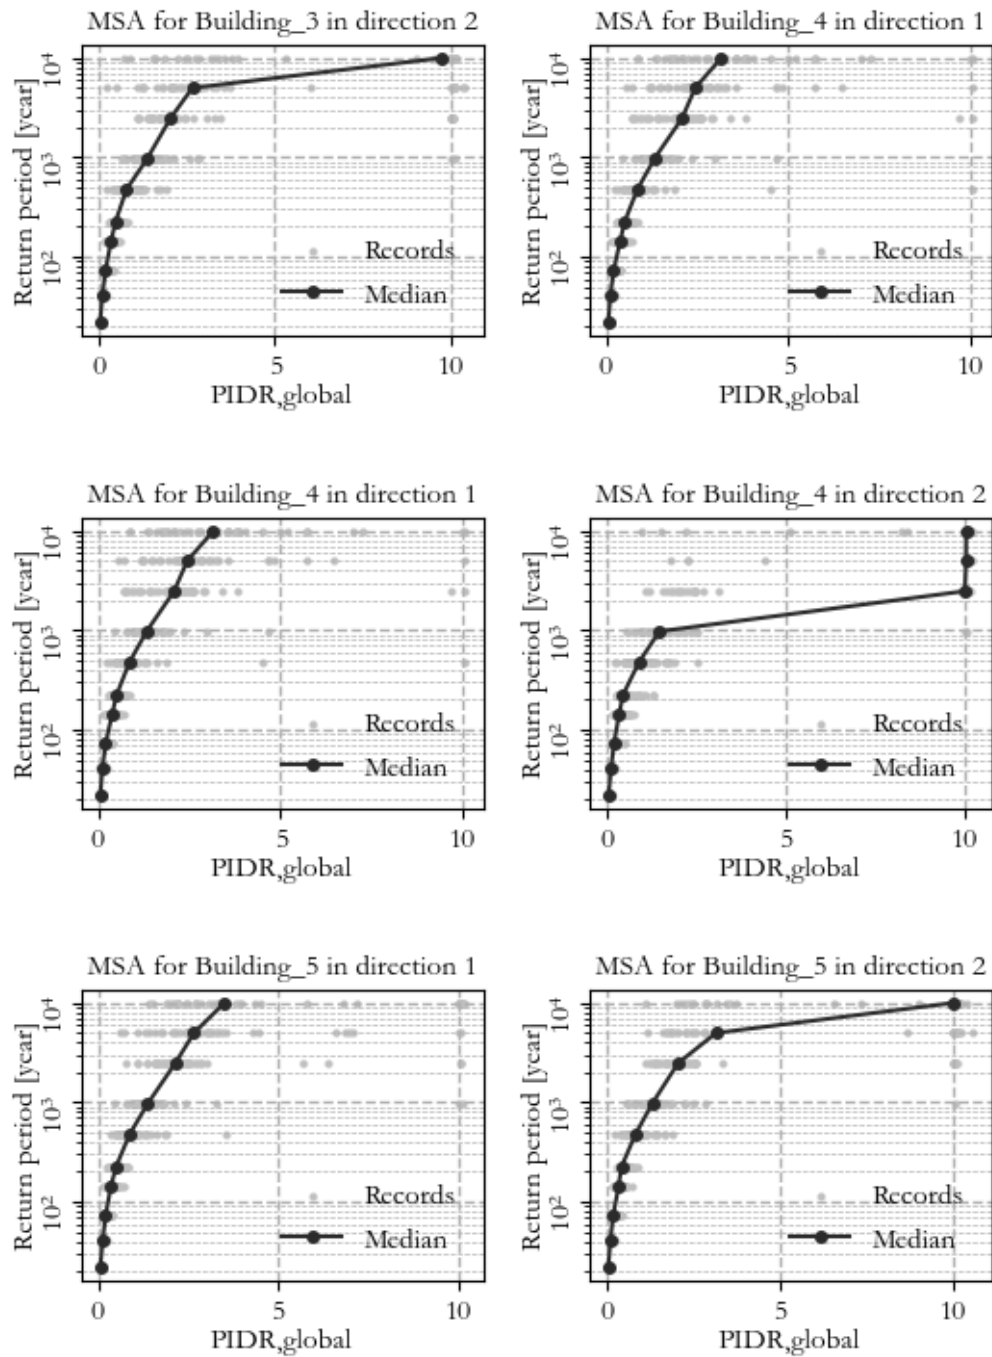 MSA for Building_3 in direction 2
MSA for Building_4 in direction 1
Return period [year]
10⁴
10³
10²
Records
Median
0 5 10
PIDR,global
Return period [year]
10⁴
10³
10²
Records
Median
0 5 10
PIDR,global
MSA for Building_4 in direction 1
MSA for Building_4 in direction 2
Return period [year]
10⁴
10³
10²
Records
Median
0 5 10
PIDR,global
Return period [year]
10⁴
10³
10²
Records
Median
0 5 10
PIDR,global
MSA for Building_5 in direction 1
MSA for Building_5 in direction 2
Return period [year]
10⁴
10³
10²
Records
Median
0 5 10
PIDR,global
Return period [year]
10⁴
10³
10²
Records
Median
0 5 10
PIDR,global